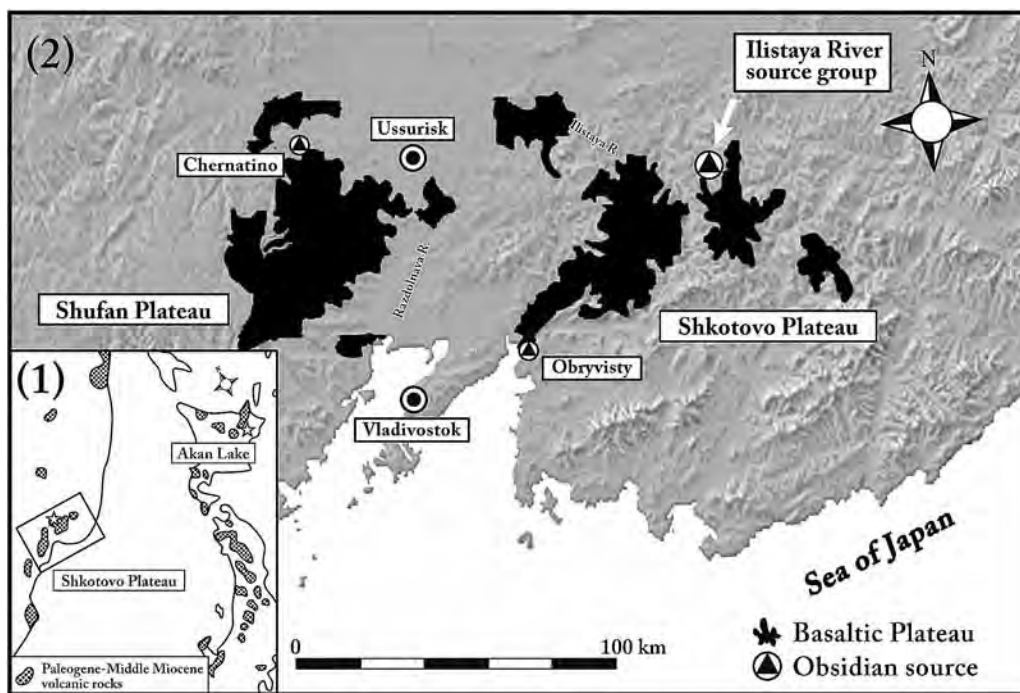 (2)
Ilistaya River
source group
N
Ussurisk
Ilistaya R.
Chernatino
Razdolnaya R.
Shufan Plateau
Shkotovo Plateau
Obryvisty
Vladivostok
(1)
Akan Lake
Shkotovo Plateau
Paleogene-Middle Miocene
volcanic rocks
Sea of Japan
0 100 km
Basaltic Plateau
Obsidian source